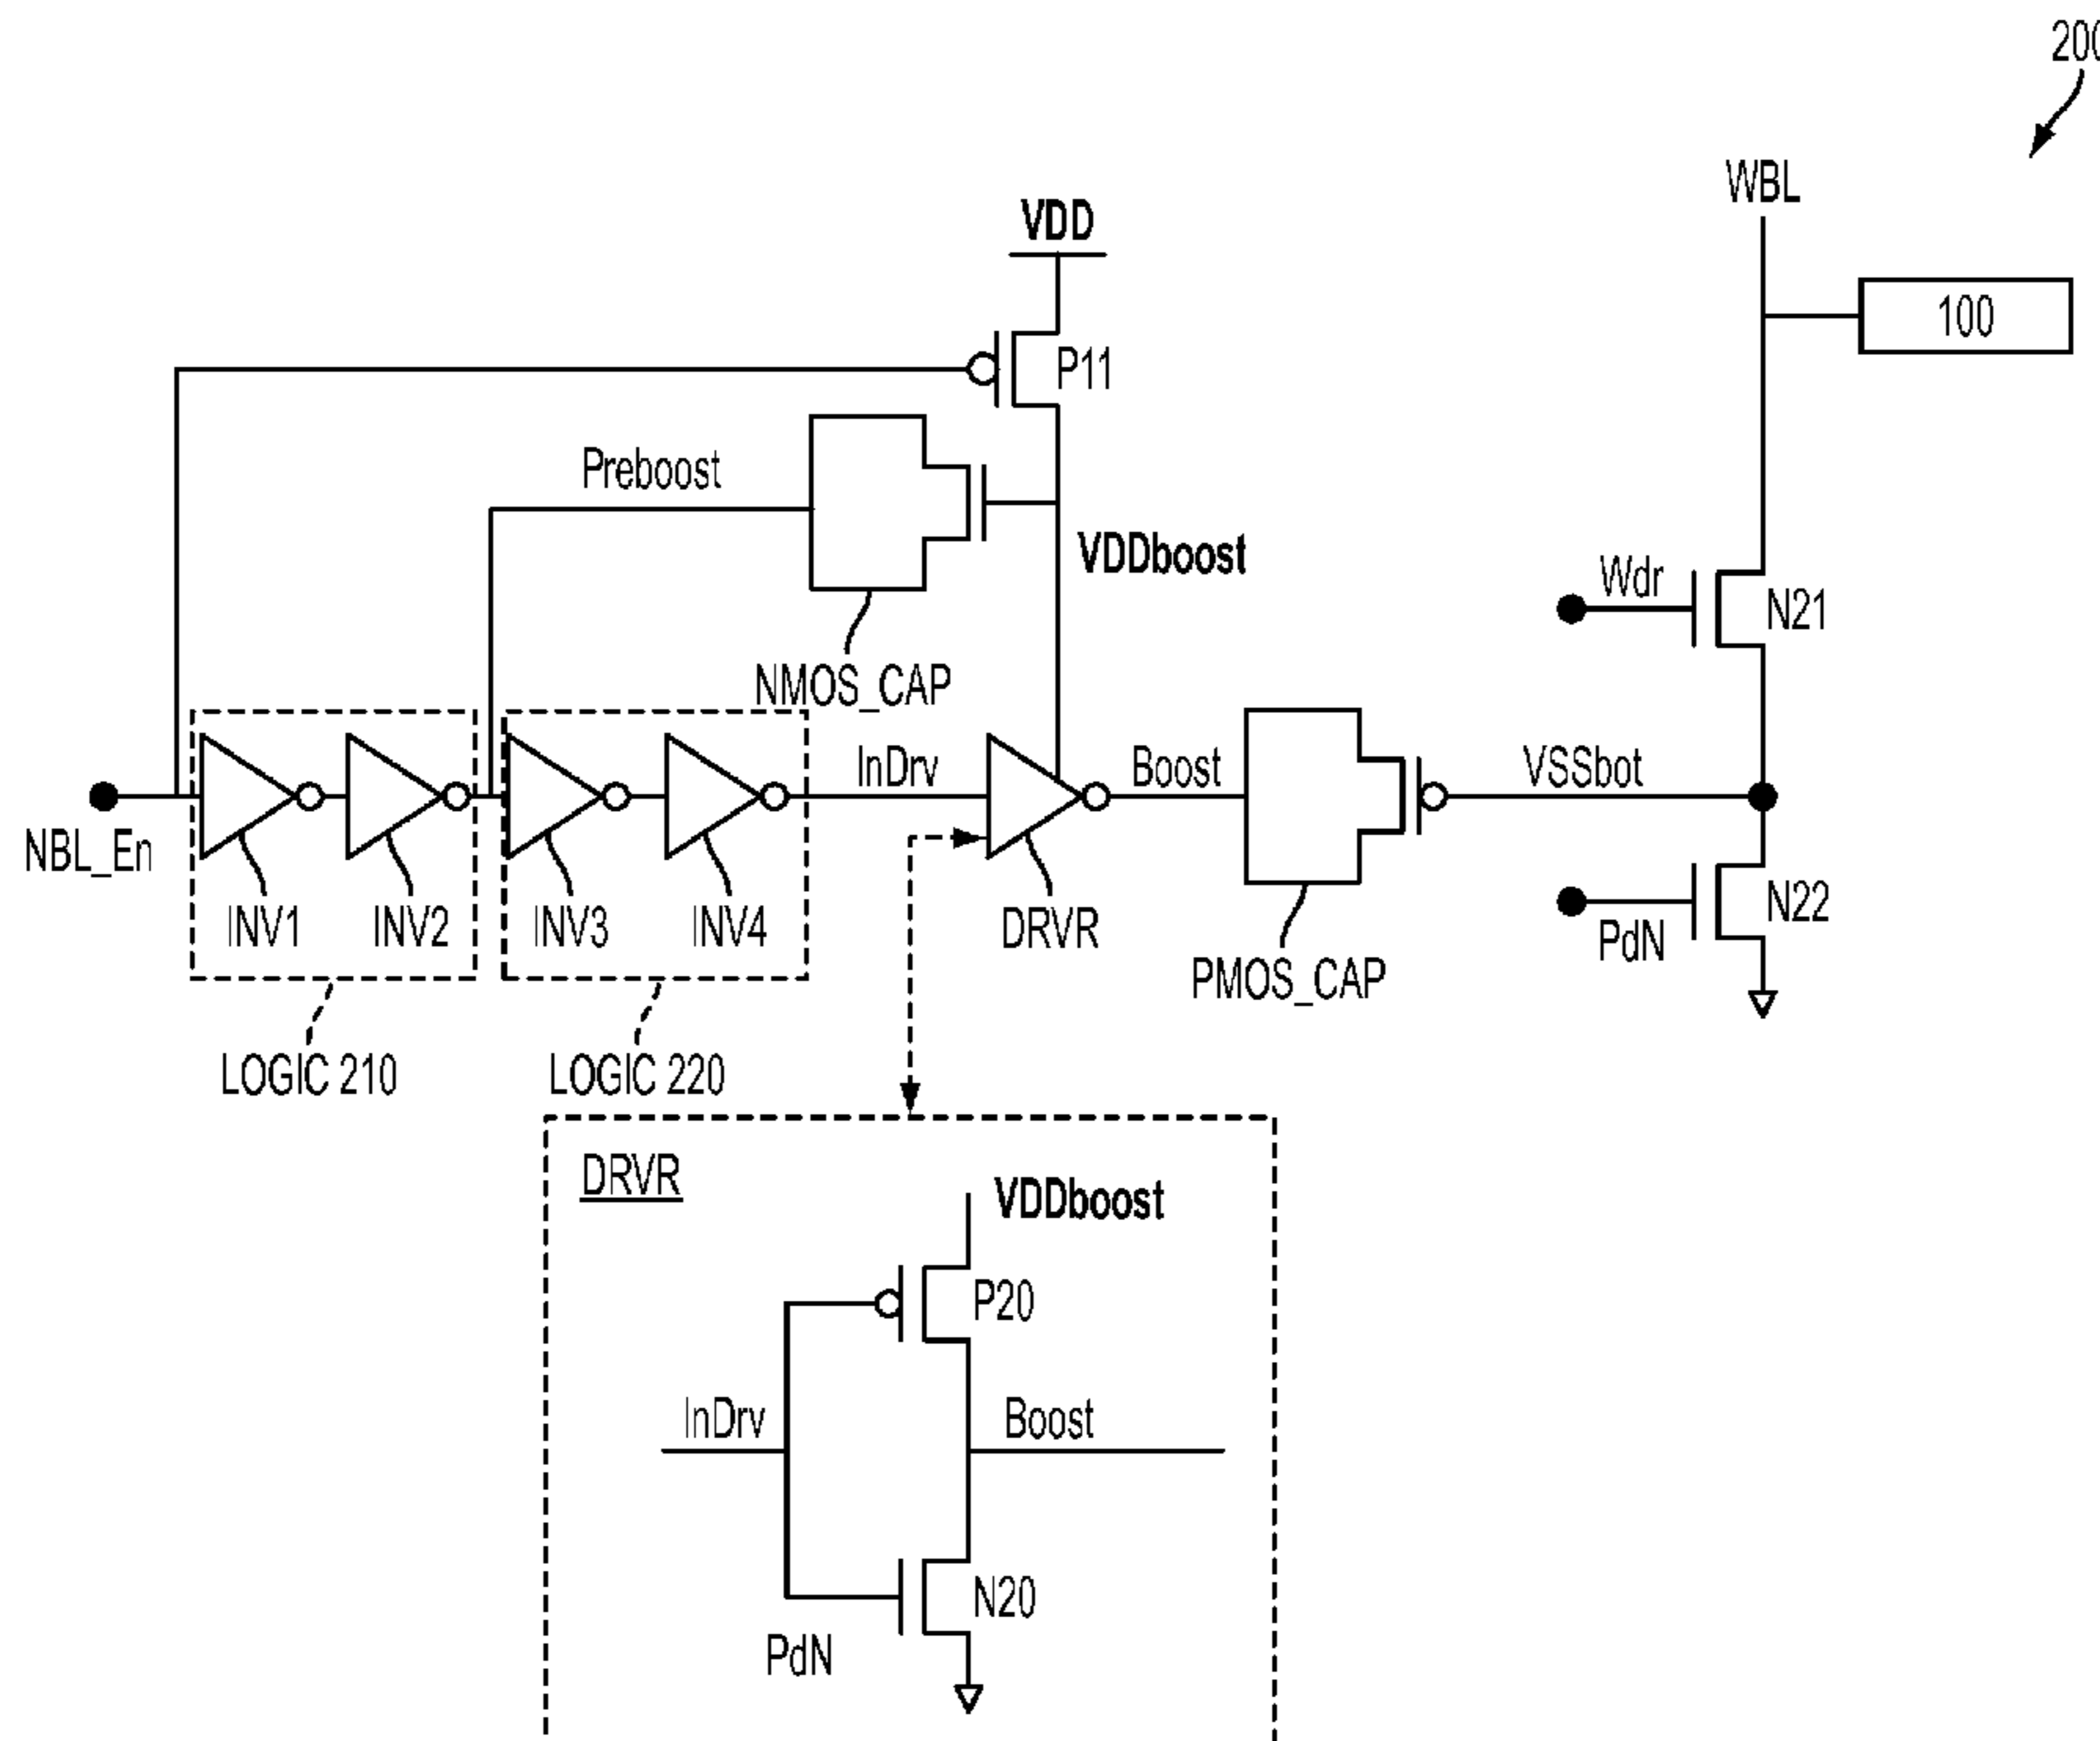 200
WBL
VDD
100
P11
Preboost
VDDboost
Wdr
N21
NMOS_CAP
InDrv
Boost
VSSbot
NBL_En
INV1
INV2
INV3
INV4
DRVR
PdN
N22
PMOS_CAP
LOGIC 210
LOGIC 220
DRVR
VDDboost
P20
InDrv
Boost
N20
PdN